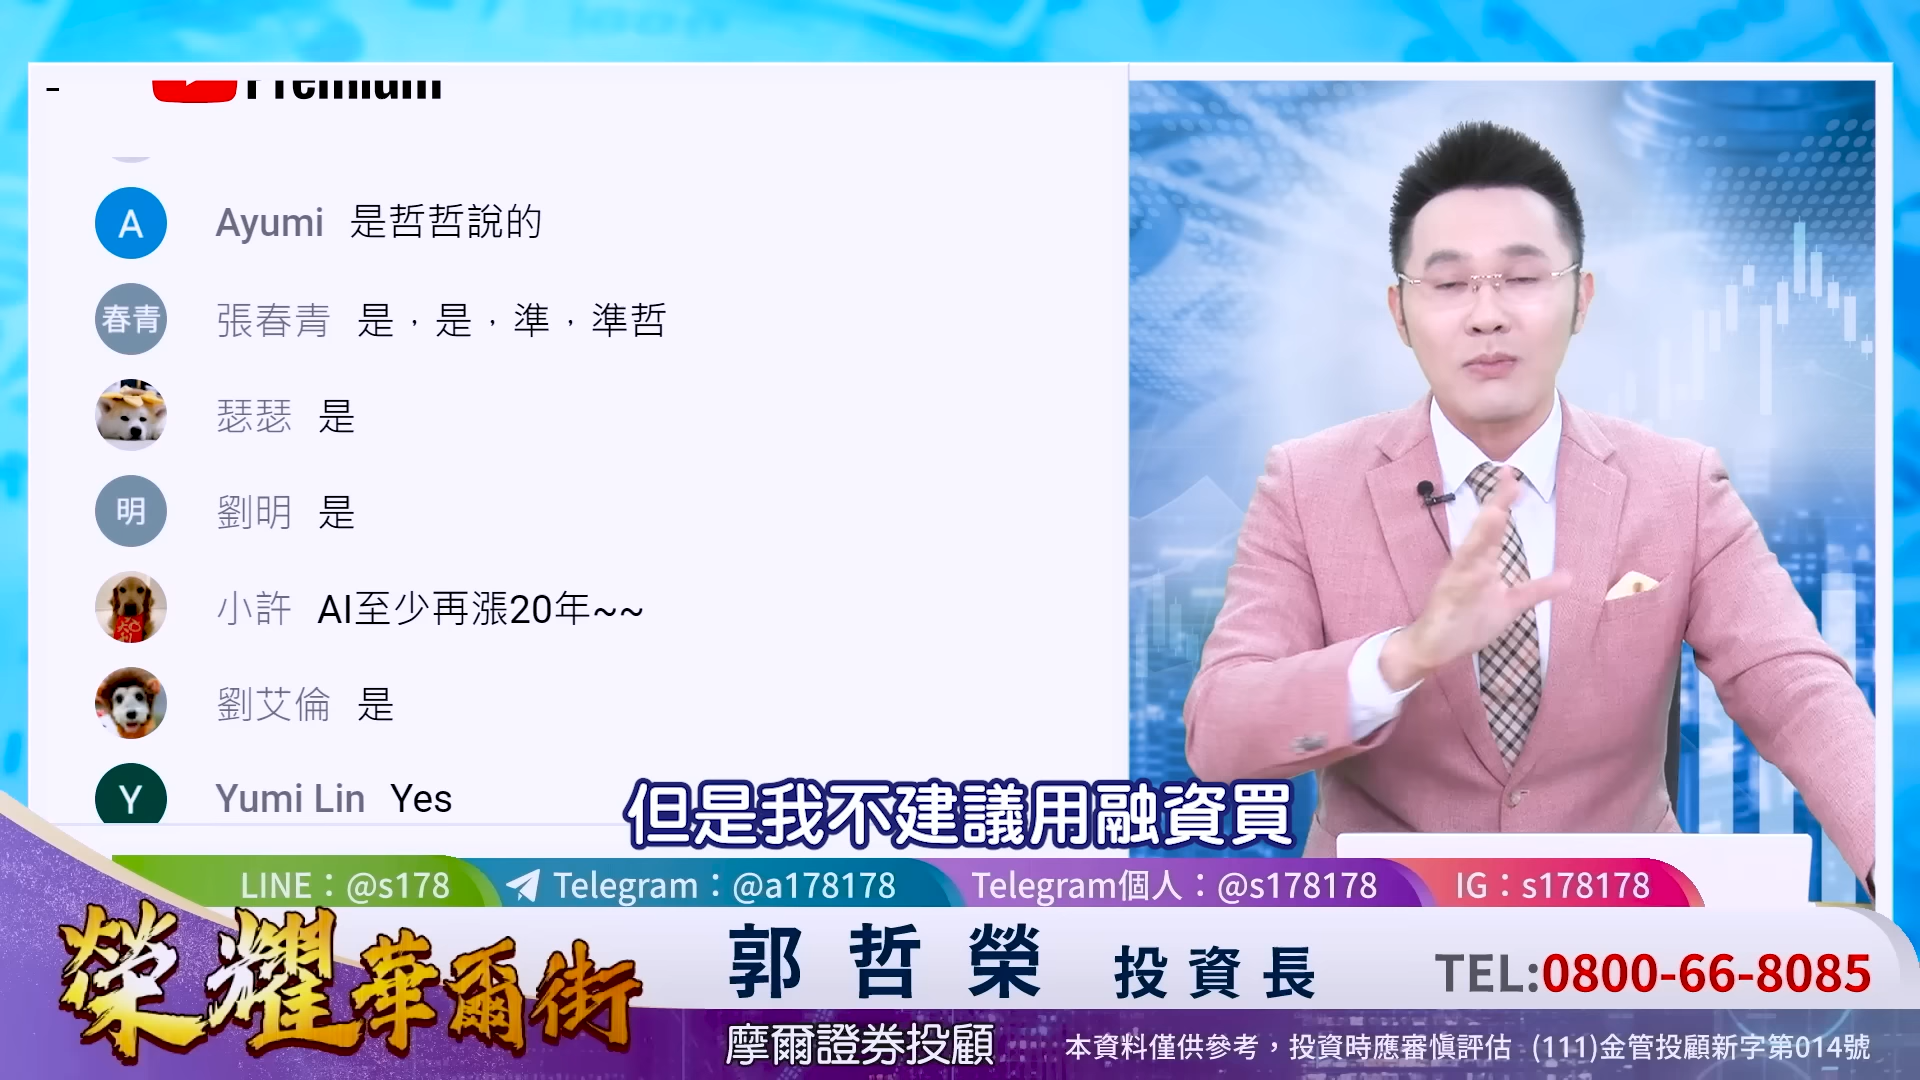 Premium
A Ayumi 是哲哲說的
春青 張春青 是，是，準，準哲
瑟瑟 是
明 劉明 是
小許 AI至少再漲20年~~
劉艾倫 是
Y Yumi Lin Yes
但是我不建議用融資買
LINE：@s178 Telegram：@a178178 Telegram個人：@s178178 IG：s178178
榮耀華爾街
郭哲榮 投資長
TEL:0800-66-8085
摩爾證券投顧
本資料僅供參考，投資時應審慎評估 (111)金管投顧新字第014號